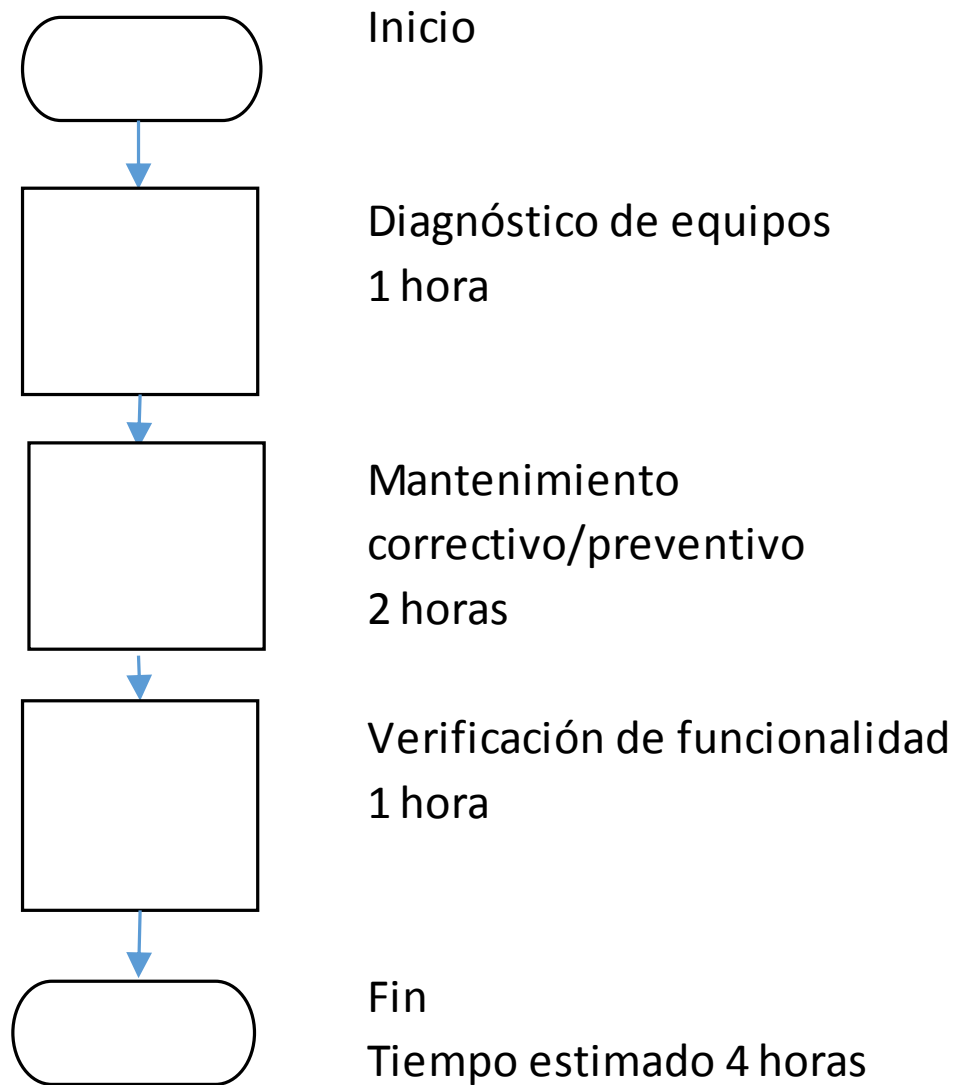 Inicio
Diagnóstico de equipos
1 hora
Mantenimiento
correctivo/preventivo
2 horas
Verificación de funcionalidad
1 hora
Fin
Tiempo estimado 4 horas